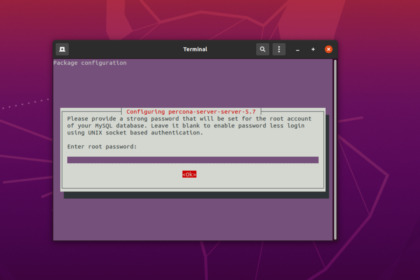 Terminal
Package configuration
Configuring percona-server-server-5.7
Please provide a strong password that will be set for the root account
of your MySQL database. Leave it blank to enable password less login
using UNIX socket based authentication.
Enter root password:
<Ok>